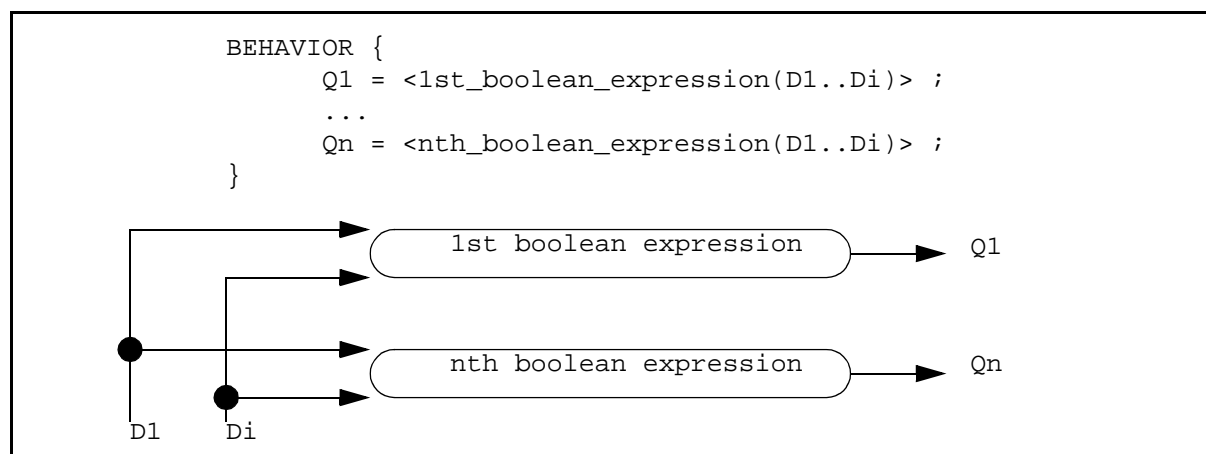 BEHAVIOR {
Q1 = <1st_boolean_expression(D1..Di)> ;
...
Qn = <nth_boolean_expression(D1..Di)> ;
}
1st boolean expression
Q1
nth boolean expression
Qn
D1
Di